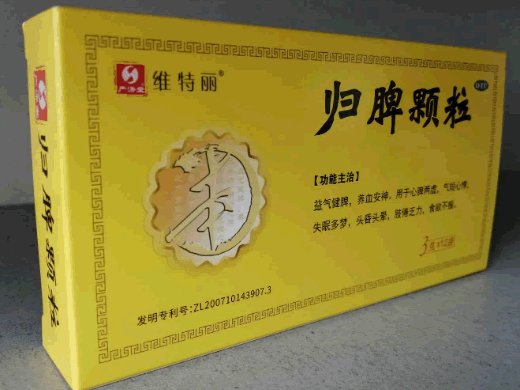 严济堂
维特丽®
归脾颗粒
OTC
【功能主治】
益气健脾，养血安神。用于心脾两虚，气短心悸，
失眠多梦，头昏头晕，肢倦乏力，食欲不振。
3克×12袋
发明专利号:ZL200710143907.3
归脾颗粒